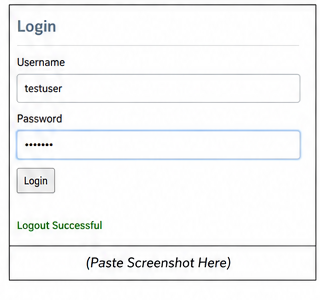 Login
Username
testuser
Password
•••••••
Login
Logout Successful
(Paste Screenshot Here)